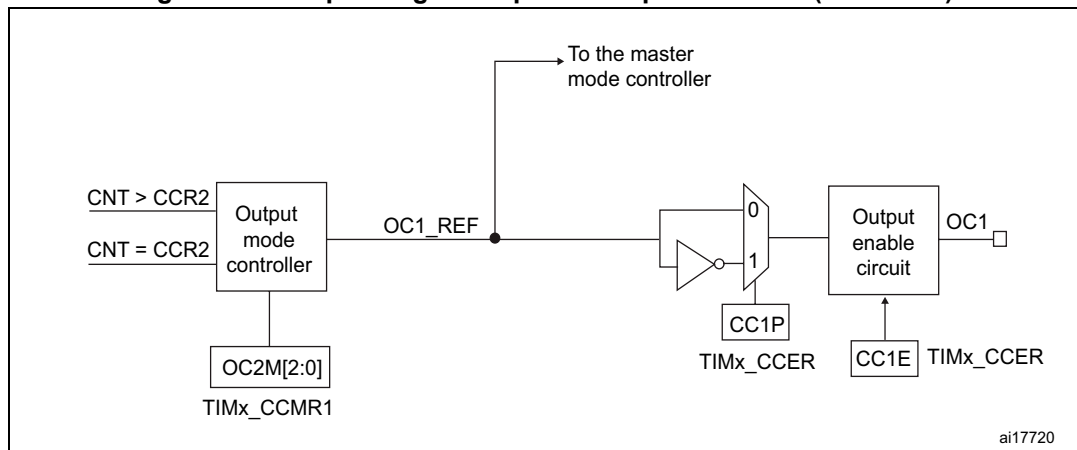 To the master
mode controller
CNT > CCR2
CNT = CCR2
Output
mode
controller
OC1_REF
0
1
Output
enable
circuit
OC1
CC1P
TIMx_CCER
CC1E
TIMx_CCER
OC2M[2:0]
TIMx_CCMR1
ai17720